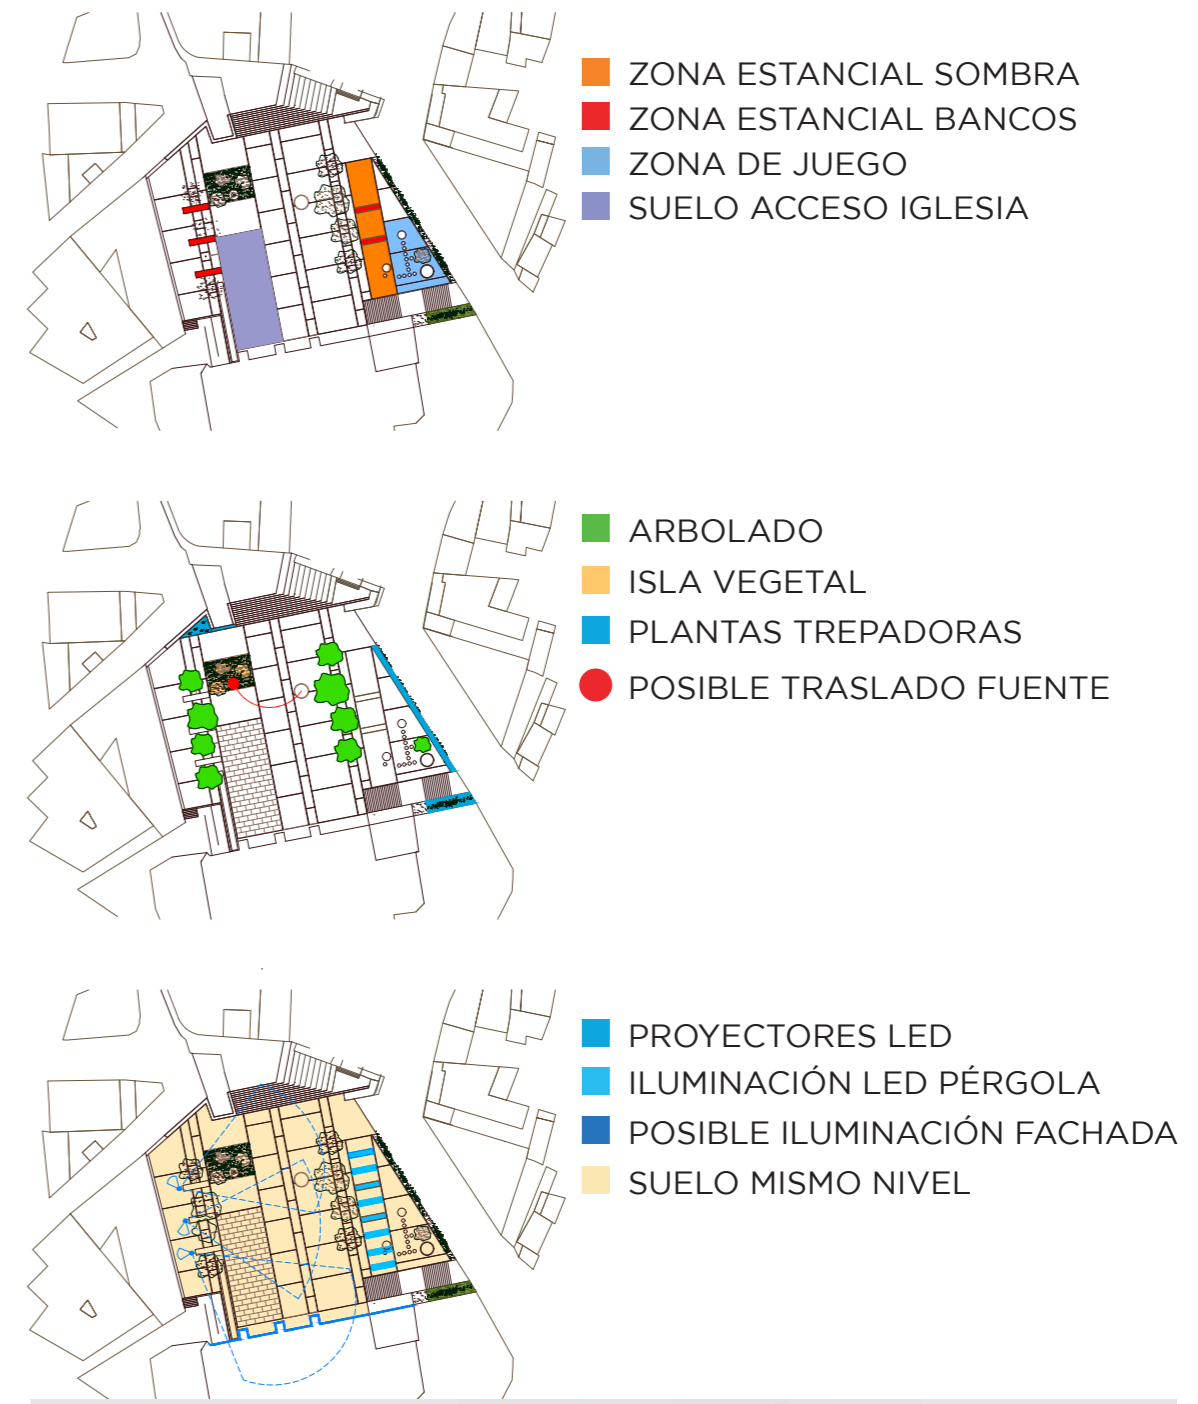 ZONA ESTANCIAL SOMBRA
ZONA ESTANCIAL BANCOS
ZONA DE JUEGO
SUELO ACCESO IGLESIA
ARBOLADO
ISLA VEGETAL
PLANTAS TREPADORAS
POSIBLE TRASLADO FUENTE
PROYECTORES LED
ILUMINACIÓN LED PÉRGOLA
POSIBLE ILUMINACIÓN FACHADA
SUELO MISMO NIVEL